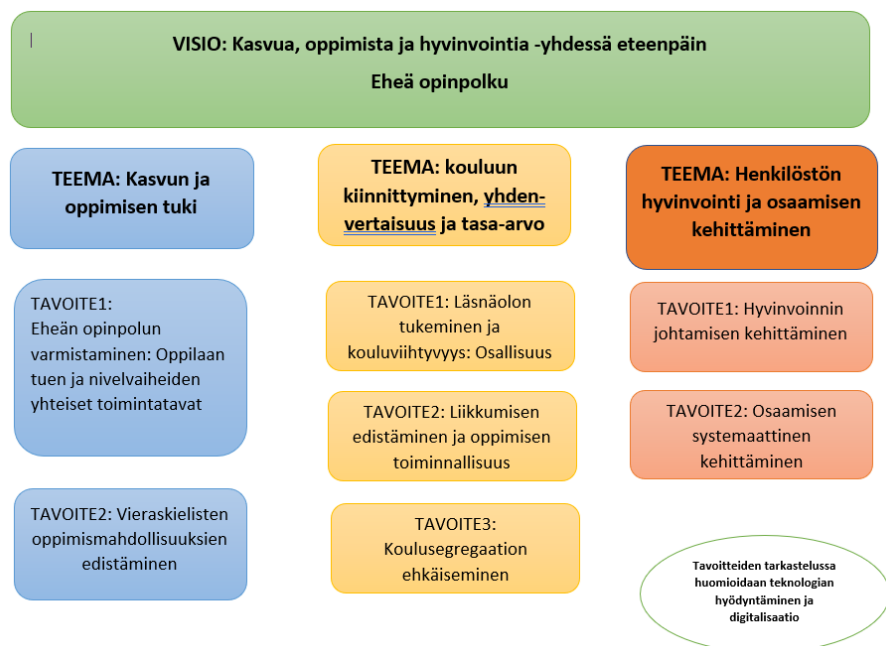 VISIO: Kasvua, oppimista ja hyvinvointia -yhdessä eteenpäin
Eheä opinpolku
TEEMA: Kasvun ja
oppimisen tuki
TAVOITE1:
Eheän opinpolun
varmistaminen: Oppilaan
tuen ja nivelvaiheiden
yhteiset toimintatavat
TAVOITE2: Vieraskielisten
oppimismahdollisuuksien
edistäminen
TEEMA: kouluun
kiinnittyminen, yhden-
vertaisuus ja tasa-arvo
TAVOITE1: Läsnäolon
tukeminen ja
kouluviihtyvyys: Osallisuus
TAVOITE2: Liikkumisen
edistäminen ja oppimisen
toiminnallisuus
TAVOITE3:
Koulusegregaation
ehkäiseminen
TEEMA: Henkilöstön
hyvinvointi ja osaamisen
kehittäminen
TAVOITE1: Hyvinvoinnin
johtamisen kehittäminen
TAVOITE2: Osaamisen
systemaattinen
kehittäminen
Tavoitteiden tarkastelussa
huomioidaan teknologian
hyödyntäminen ja
digitalisaatio